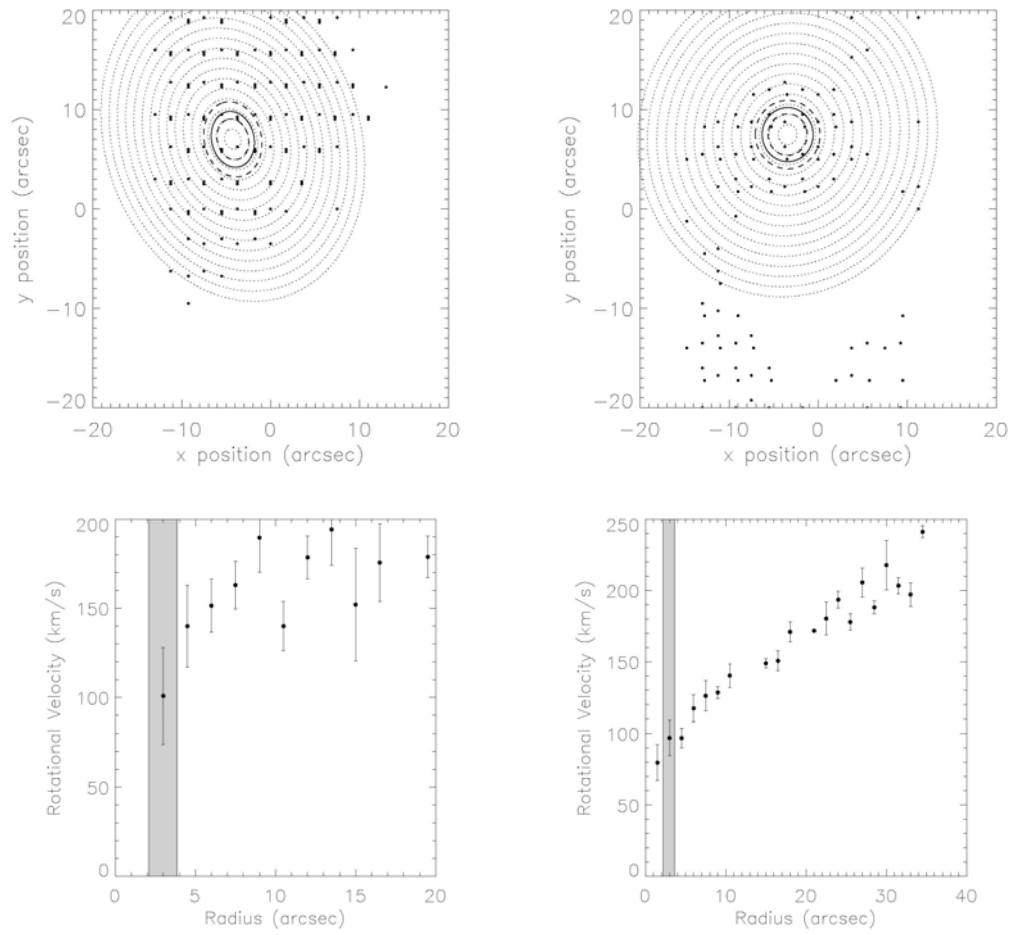 20
10
0
−10
−20
y position (arcsec)
−20 −10 0 10 20
x position (arcsec)
20
10
0
−10
−20
y position (arcsec)
−20 −10 0 10 20
x position (arcsec)
200
150
100
50
0
Rotational Velocity (km/s)
0 5 10 15 20
Radius (arcsec)
250
200
150
100
50
0
Rotational Velocity (km/s)
0 10 20 30 40
Radius (arcsec)